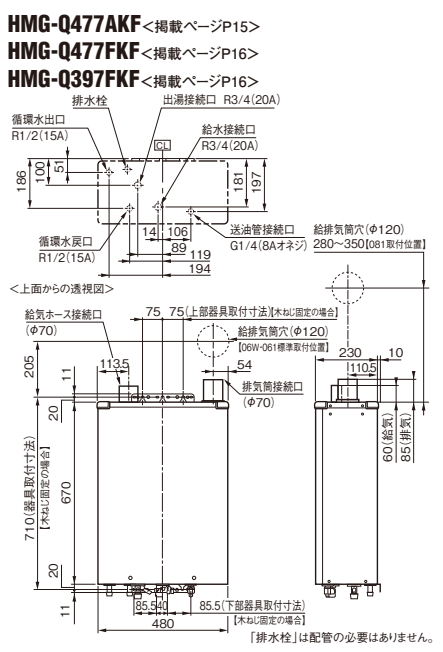 HMG-Q477AKF<掲載ページP15>
HMG-Q477FKF<掲載ページP16>
HMG-Q397FKF<掲載ページP16>
排水栓
出湯接続口 R3/4(20A)
循環水出口
R1/2(15A)
給水接続口
R3/4(20A)
CL
186
100
51
181
197
14
106
89
119
194
循環水戻口
R1/2(15A)
送油管接続口
G1/4(8Aオネジ)
給排気筒穴(φ120)
280〜350【081取付位置】
<上面からの透視図>
給気ホース接続口
(φ70)
75
75(上部器具取付寸法)【木ねじ固定の場合】
給排気筒穴(φ120)
【06W・061標準取付位置】
205
11
113.5
54
230
10
110.5
排気筒接続口
(φ70)
20
60(給気)
85(排気)
710(器具取付寸法)
【木ねじ固定の場合】
670
20
11
85.5
40
85.5(下部器具取付寸法)
【木ねじ固定の場合】
480
「排水栓」は配管の必要はありません。